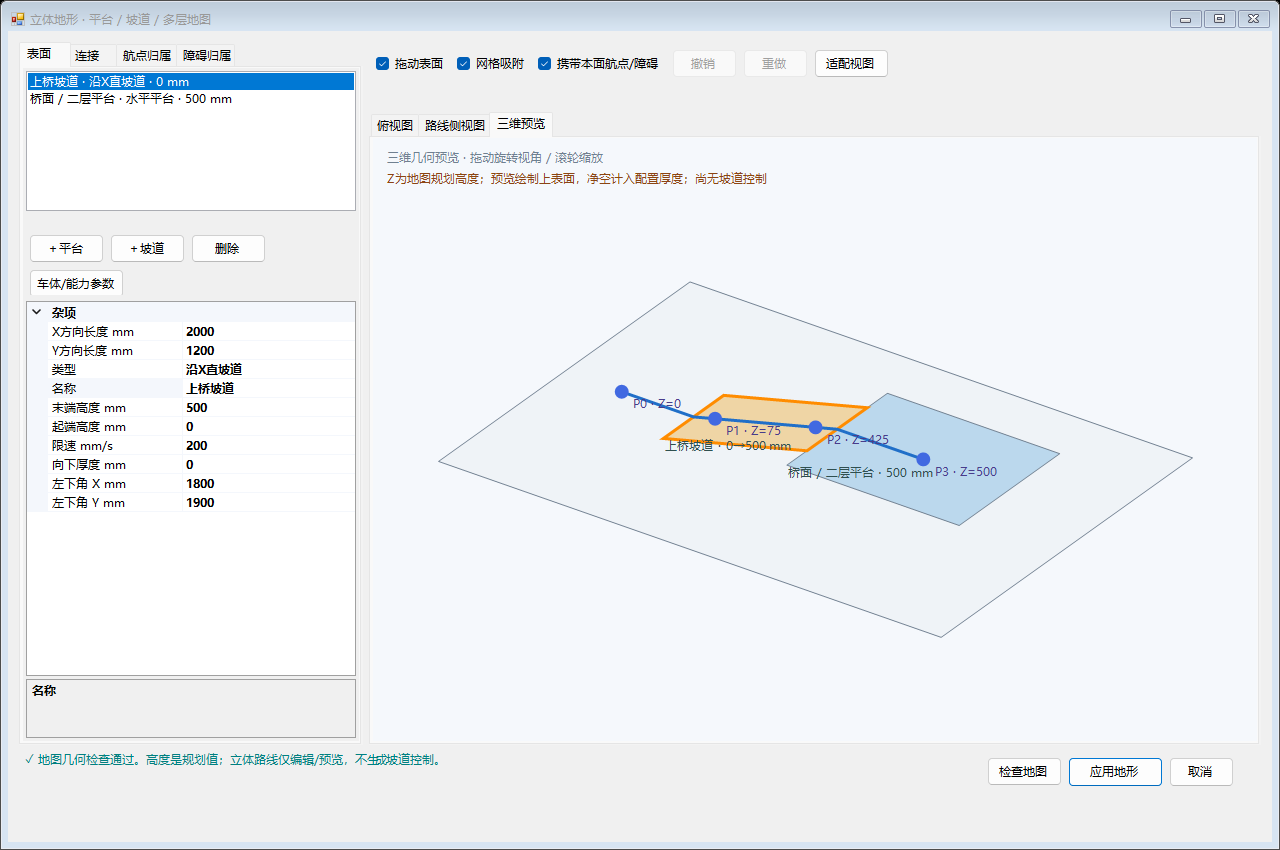 立体地形 · 平台 / 坡道 / 多层地图
表面 连接 航点归属 障碍归属
上桥坡道 · 沿X直坡道 · 0 mm
桥面 / 二层平台 · 水平平台 · 500 mm
+ 平台 + 坡道 删除
车体/能力参数
杂项
X方向长度 mm 2000
Y方向长度 mm 1200
类型 沿X直坡道
名称 上桥坡道
末端高度 mm 500
起端高度 mm 0
限速 mm/s 200
向下厚度 mm 0
左下角 X mm 1800
左下角 Y mm 1900
名称
拖动表面 网格吸附 携带本面航点/障碍 撤销 重做 适配视图
俯视图 路线侧视图 三维预览
三维几何预览 · 拖动旋转视角 / 滚轮缩放
Z为地图规划高度；预览绘制上表面，净空计入配置厚度；尚无坡道控制
P0 · Z=0
P1 · Z=75
上桥坡道 · 0→500 mm
P2 · Z=425
桥面 / 二层平台 · 500 mm
P3 · Z=500
✓ 地图几何检查通过。高度是规划值；立体路线仅编辑/预览，不生成坡道控制。
检查地图 应用地形 取消